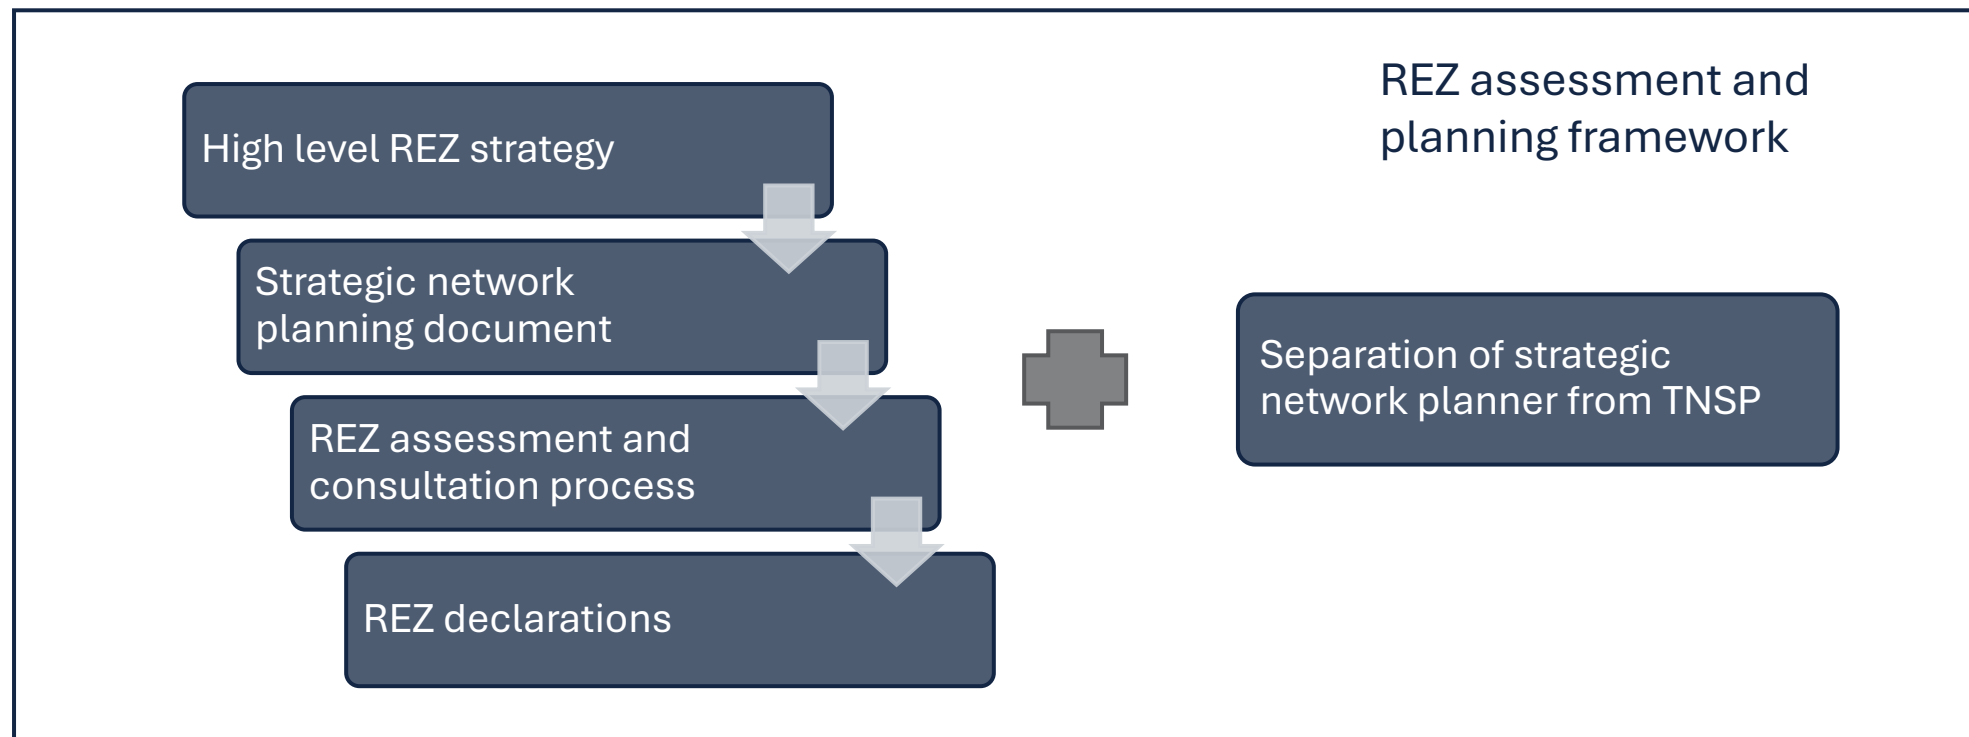 REZ assessment and
planning framework
High level REZ strategy
Strategic network
planning document
REZ assessment and
consultation process
REZ declarations
Separation of strategic
network planner from TNSP